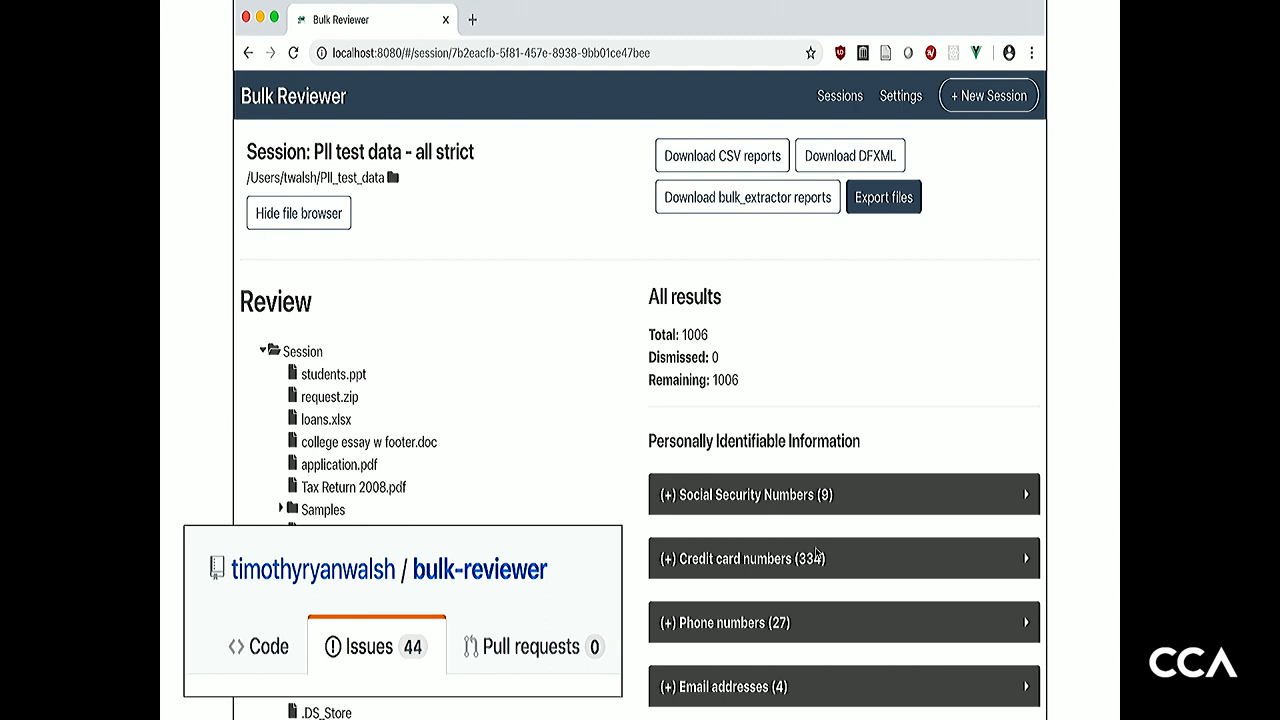 Bulk Reviewer
localhost:8080/#/session/7b2eacfb-5f81-457e-8938-9bb01ce47bee
Bulk Reviewer
Sessions
Settings
+ New Session
Session: PII test data - all strict
/Users/twalsh/PII_test_data
Hide file browser
Download CSV reports
Download DFXML
Download bulk_extractor reports
Export files
Review
Session
students.ppt
request.zip
loans.xlsx
college essay w footer.doc
application.pdf
Tax Return 2008.pdf
Samples
.DS_Store
All results
Total: 1006
Dismissed: 0
Remaining: 1006
Personally Identifiable Information
(+) Social Security Numbers (9)
(+) Credit card numbers (334)
(+) Phone numbers (27)
(+) Email addresses (4)
timothyryanwalsh / bulk-reviewer
Code
Issues 44
Pull requests 0
CCA